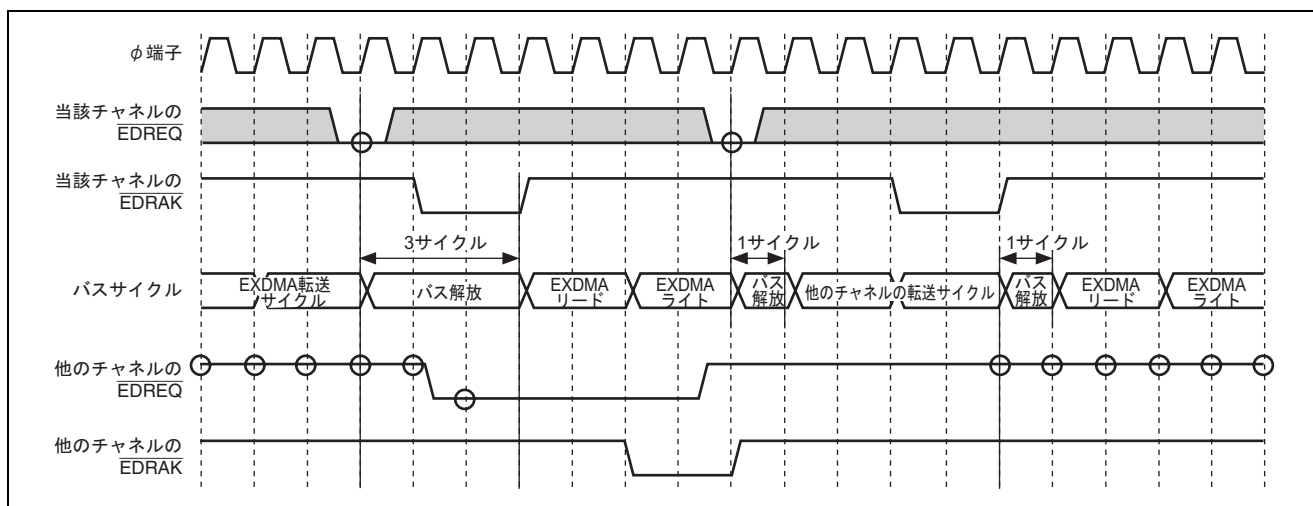 φ端子
当該チャネルの
EDREQ
当該チャネルの
EDRAK
3サイクル
1サイクル
1サイクル
バスサイクル
EXDMA転送
サイクル
バス解放
EXDMA
リード
EXDMA
ライト
バス
解放
他のチャネルの転送サイクル
バス
解放
EXDMA
リード
EXDMA
ライト
他のチャネルの
EDREQ
他のチャネルの
EDRAK